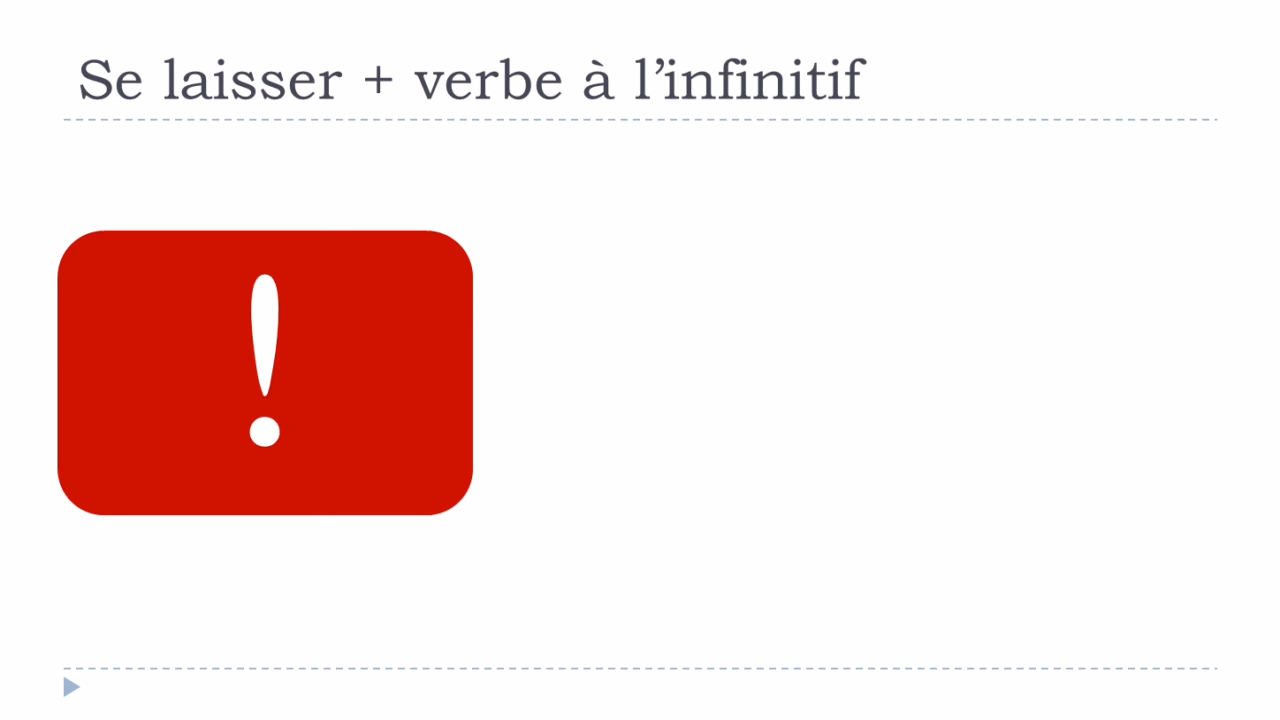 Se laisser + verbe à l’infinitif
!